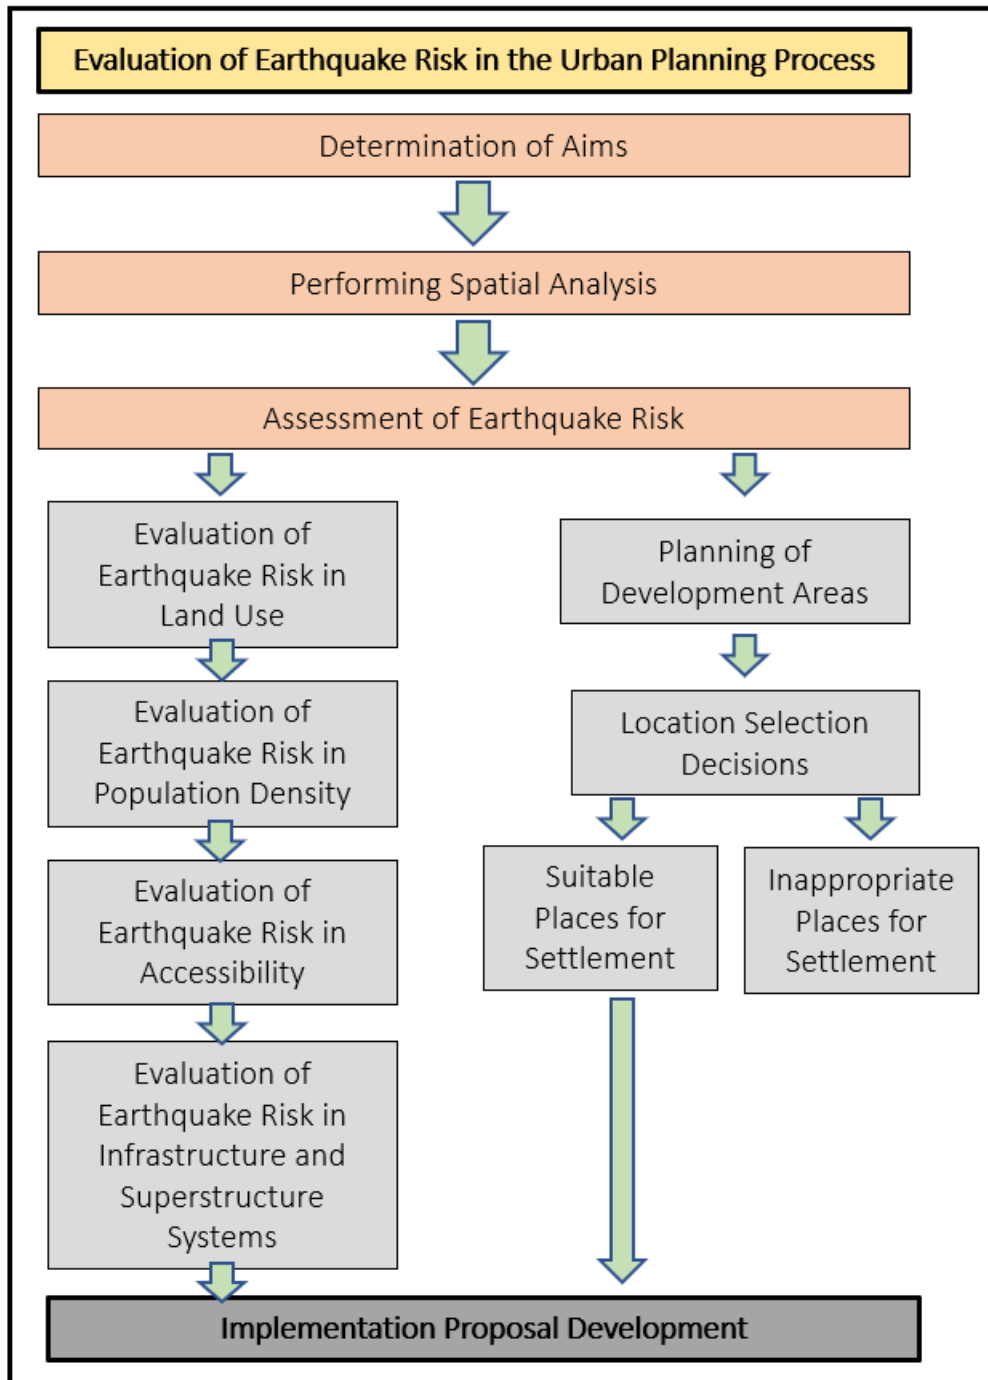 Evaluation of Earthquake Risk in the Urban Planning Process
Determination of Aims
Performing Spatial Analysis
Assessment of Earthquake Risk
Evaluation of
Earthquake Risk in
Land Use
Evaluation of
Earthquake Risk in
Population Density
Evaluation of
Earthquake Risk in
Accessibility
Evaluation of
Earthquake Risk in
Infrastructure and
Superstructure
Systems
Planning of
Development Areas
Location Selection
Decisions
Suitable
Places for
Settlement
Inappropriate
Places for
Settlement
Implementation Proposal Development